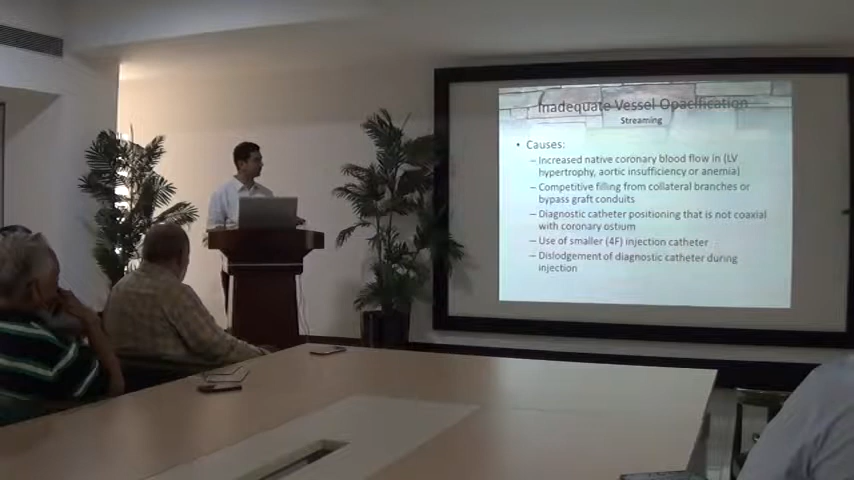 Inadequate Vessel Opacification
Streaming
• Causes:
– Increased native coronary blood flow in (LV
hypertrophy, aortic insufficiency or anemia)
– Competitive filling from collateral branches or
bypass graft conduits
– Diagnostic catheter positioning that is not coaxial
with coronary ostium
– Use of smaller (4F) injection catheter
– Dislodgement of diagnostic catheter during
injection